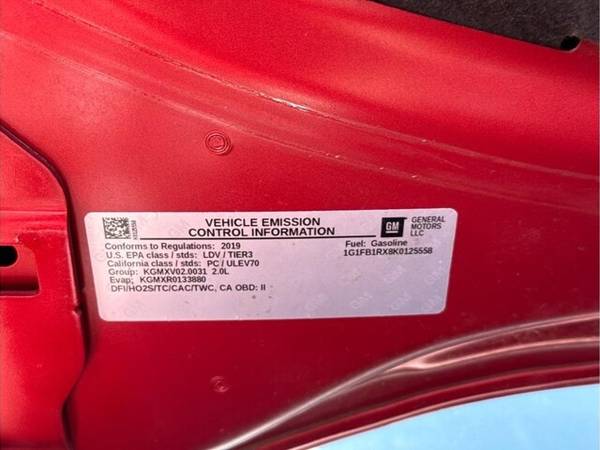 VEHICLE EMISSION
CONTROL INFORMATION
GM
GENERAL
MOTORS
LLC
Conforms to Regulations: 2019
U.S. EPA class / stds: LDV / TIER3
California class / stds: PC / ULEV70
Group: KGMXV02.0031 2.0L
Evap: KGMXR0133880
DFI/HO2S/TC/CAC/TWC, CA OBD: II
Fuel: Gasoline
1G1FB1RX8K0125558